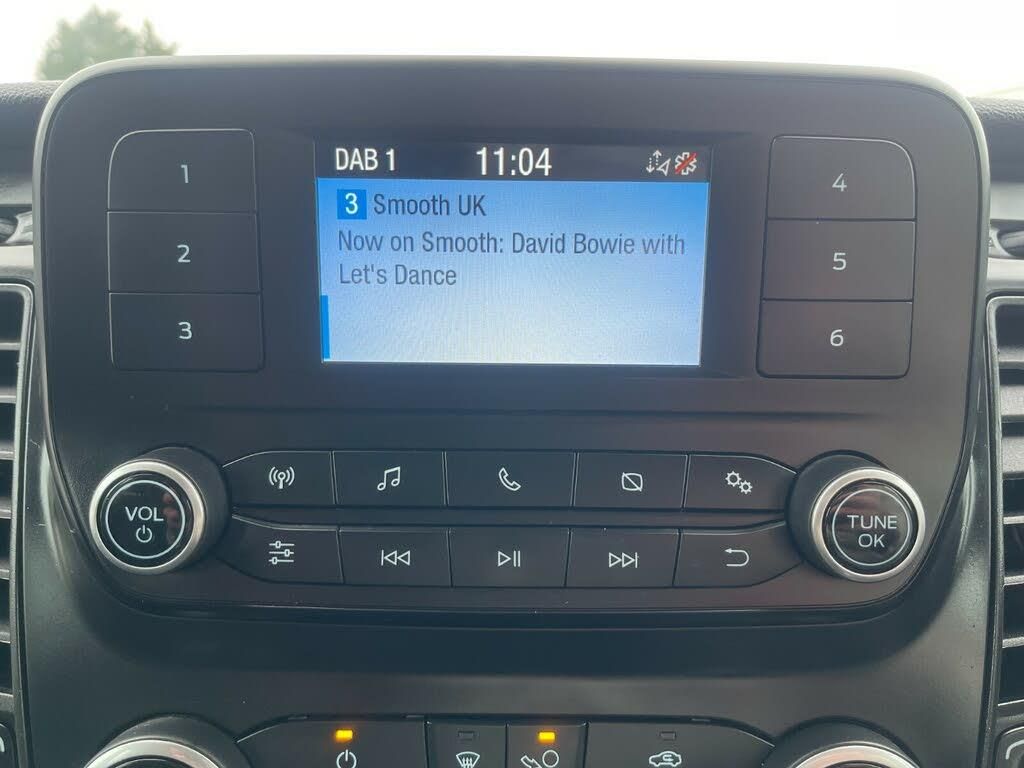 DAB 1 11:04
3 Smooth UK
Now on Smooth: David Bowie with
Let's Dance
1
2
3
4
5
6
VOL
TUNE
OK